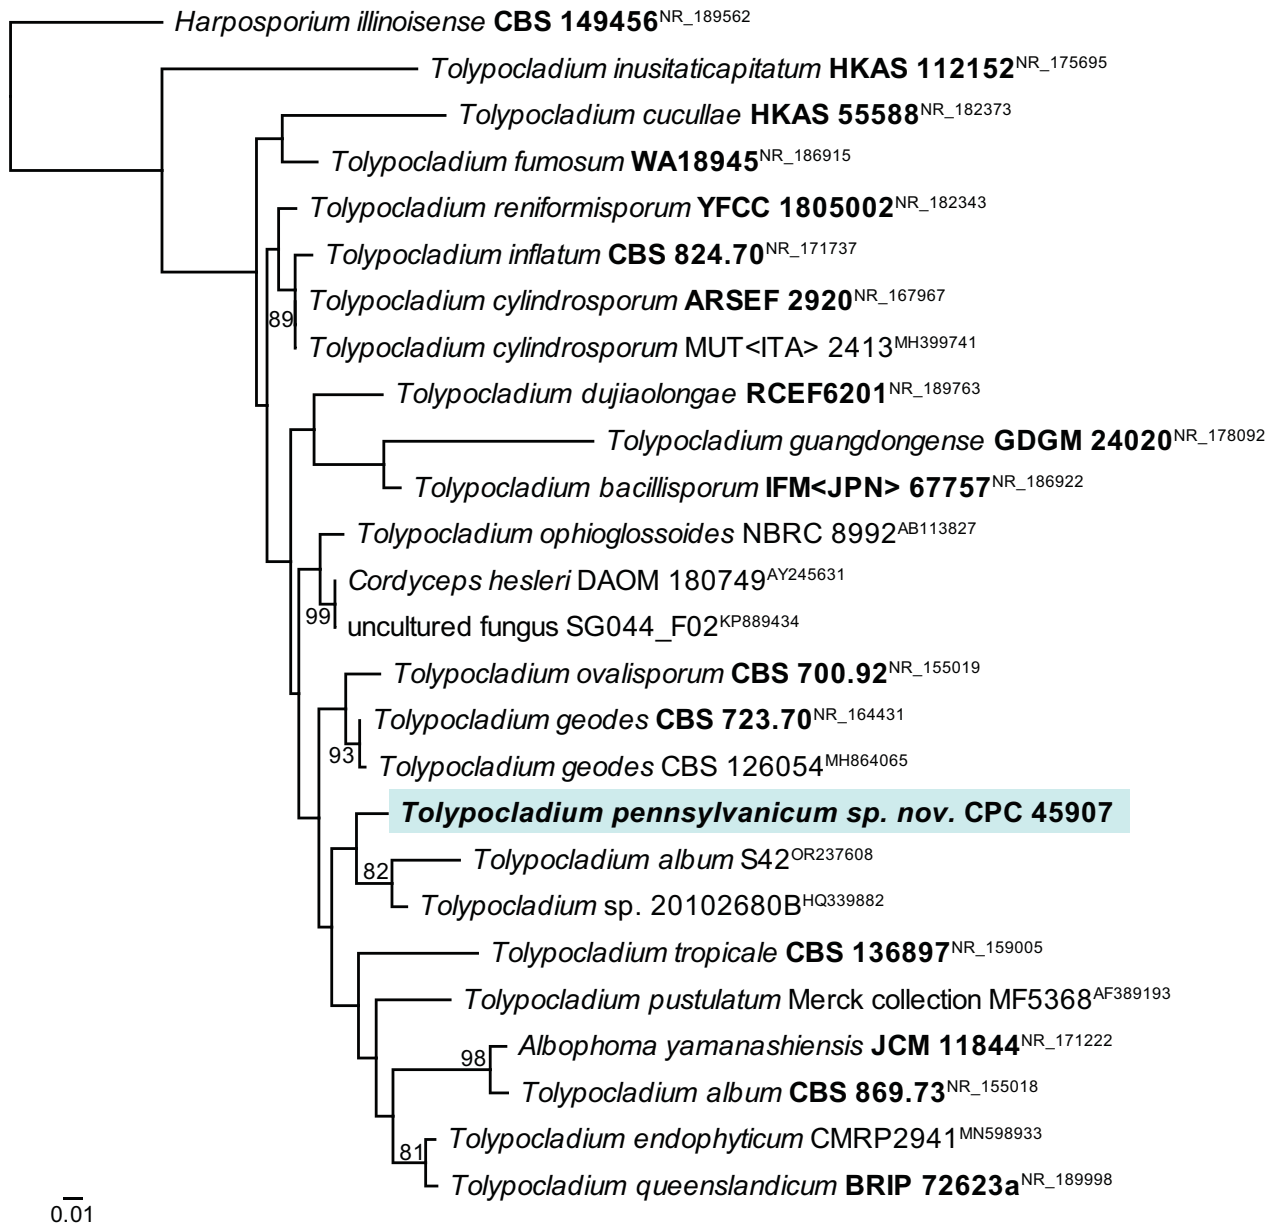 Harposporium illinoisense CBS 149456NR_189562
Tolypocladium inusitaticapitatum HKAS 112152NR_175695
Tolypocladium cucullae HKAS 55588NR_182373
Tolypocladium fumosum WA18945NR_186915
Tolypocladium reniformisporum YFCC 1805002NR_182343
Tolypocladium inflatum CBS 824.70NR_171737
Tolypocladium cylindrosporum ARSEF 2920NR_167967
89
Tolypocladium cylindrosporum MUT<ITA> 2413MH399741
Tolypocladium dujiaolongae RCEF6201NR_189763
Tolypocladium guangdongense GDGM 24020NR_178092
Tolypocladium bacillisporum IFM<JPN> 67757NR_186922
Tolypocladium ophioglossoides NBRC 8992AB113827
Cordyceps hesleri DAOM 180749AY245631
99
uncultured fungus SG044_F02KP889434
Tolypocladium ovalisporum CBS 700.92NR_155019
Tolypocladium geodes CBS 723.70NR_164431
93
Tolypocladium geodes CBS 126054MH864065
Tolypocladium pennsylvanicum sp. nov. CPC 45907
Tolypocladium album S42OR237608
82
Tolypocladium sp. 20102680BHQ339882
Tolypocladium tropicale CBS 136897NR_159005
Tolypocladium pustulatum Merck collection MF5368AF389193
Albophoma yamanashiensis JCM 11844NR_171222
98
Tolypocladium album CBS 869.73NR_155018
Tolypocladium endophyticum CMRP2941MN598933
81
Tolypocladium queenslandicum BRIP 72623aNR_189998
0.01